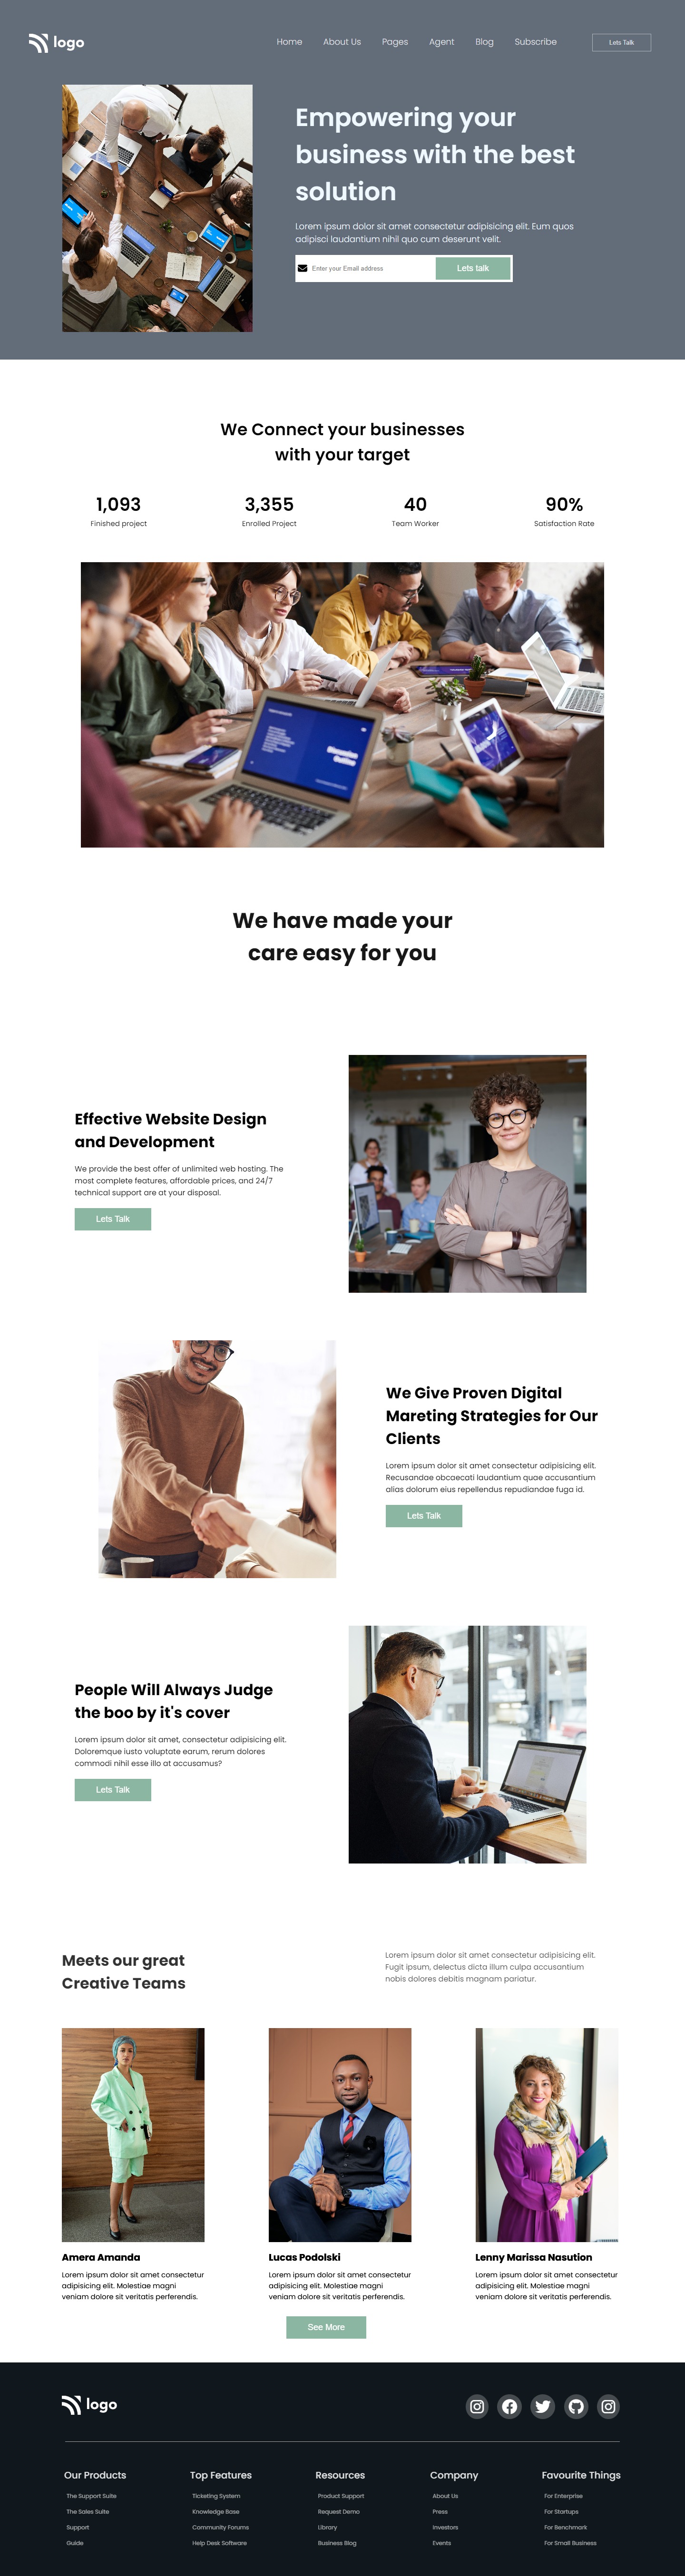 logo
Home About Us Pages Agent Blog Subscribe Lets Talk
Empowering your
business with the best
solution
Lorem ipsum dolor sit amet consectetur adipisicing elit. Eum quos
adipisci laudantium nihil quo cum deserunt velit.
Enter your Email address Lets talk
We Connect your businesses
with your target
1,093 3,355 40 90%
Finished project Enrolled Project Team Worker Satisfaction Rate
We have made your
care easy for you
Effective Website Design
and Development
We provide the best offer of unlimited web hosting. The
most complete features, affordable prices, and 24/7
technical support are at your disposal.
Lets Talk
We Give Proven Digital
Mareting Strategies for Our
Clients
Lorem ipsum dolor sit amet consectetur adipisicing elit.
Recusandae obcaecati laudantium quae accusantium
alias dolorum eius repellendus repudiandae fuga id.
Lets Talk
People Will Always Judge
the boo by it's cover
Lorem ipsum dolor sit amet, consectetur adipisicing elit.
Doloremque iusto voluptate earum, rerum dolores
commodi nihil esse illo at accusamus?
Lets Talk
Meets our great
Creative Teams
Lorem ipsum dolor sit amet consectetur adipisicing elit.
Fugit ipsum, delectus dicta illum culpa accusantium
nobis dolores debitis magnam pariatur.
Amera Amanda
Lorem ipsum dolor sit amet consectetur
adipisicing elit. Molestiae magni
veniam dolore sit veritatis perferendis.
Lucas Podolski
Lorem ipsum dolor sit amet consectetur
adipisicing elit. Molestiae magni
veniam dolore sit veritatis perferendis.
Lenny Marissa Nasution
Lorem ipsum dolor sit amet consectetur
adipisicing elit. Molestiae magni
veniam dolore sit veritatis perferendis.
See More
logo
Our Products Top Features Resources Company Favourite Things
The Support Suite Ticketing System Product Support About Us For Enterprise
The Sales Suite Knowledge Base Request Demo Press For Startups
Support Community Forums Library Investors For Benchmark
Guide Help Desk Software Business Blog Events For Small Business